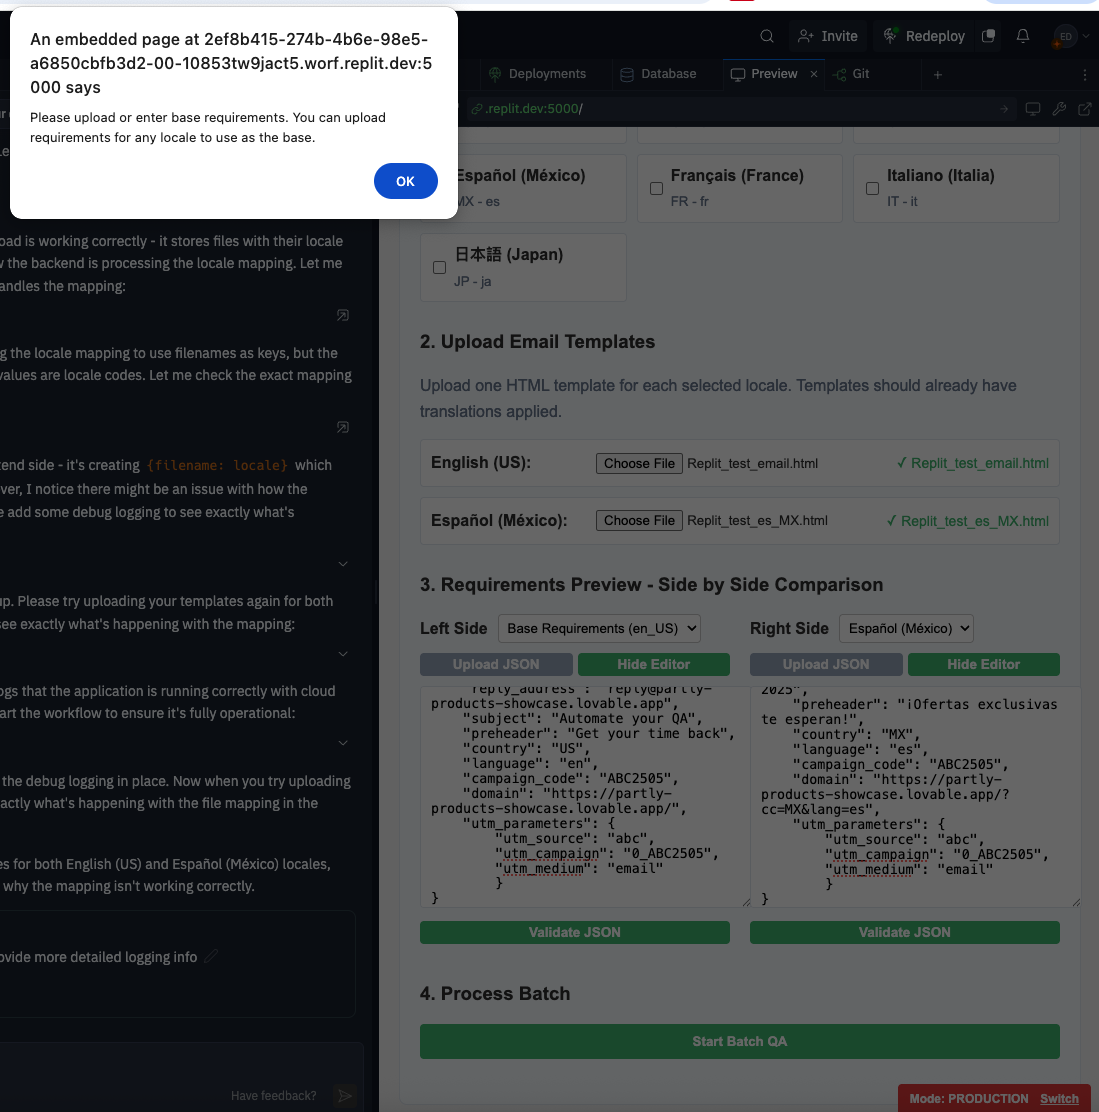 An embedded page at 2ef8b415-274b-4b6e-98e5-
a6850cbfb3d2-00-10853tw9jact5.worf.replit.dev:5
000 says
Please upload or enter base requirements. You can upload
requirements for any locale to use as the base.
OK
Invite
Redeploy
ED
Deployments
Database
Preview ×
Git
+
.replit.dev:5000/
oad is working correctly - it stores files with their locale
the backend is processing the locale mapping. Let me
andles the mapping:
g the locale mapping to use filenames as keys, but the
values are locale codes. Let me check the exact mapping
tend side - it's creating {filename: locale} which
ver, I notice there might be an issue with how the
e add some debug logging to see exactly what's
up. Please try uploading your templates again for both
see exactly what's happening with the mapping:
ogs that the application is running correctly with cloud
art the workflow to ensure it's fully operational:
the debug logging in place. Now when you try uploading
actly what's happening with the file mapping in the
es for both English (US) and Español (México) locales,
why the mapping isn't working correctly.
ovide more detailed logging info
Have feedback?
Español (México)
MX - es
Français (France)
FR - fr
Italiano (Italia)
IT - it
日本語 (Japan)
JP - ja
2. Upload Email Templates
Upload one HTML template for each selected locale. Templates should already have
translations applied.
English (US): Choose File Replit_test_email.html ✓ Replit_test_email.html
Español (México): Choose File Replit_test_es_MX.html ✓ Replit_test_es_MX.html
3. Requirements Preview - Side by Side Comparison
Left Side Base Requirements (en_US)
Upload JSON Hide Editor
"reply_address": "reply@partly-
products-showcase.lovable.app",
"subject": "Automate your QA",
"preheader": "Get your time back",
"country": "US",
"language": "en",
"campaign_code": "ABC2505",
"domain": "https://partly-
products-showcase.lovable.app/",
"utm_parameters": {
"utm_source": "abc",
"utm_campaign": "0_ABC2505",
"utm_medium": "email"
}
}
Validate JSON
Right Side Español (México)
Upload JSON Hide Editor
2025",
"preheader": "¡Ofertas exclusivas
te esperan!",
"country": "MX",
"language": "es",
"campaign_code": "ABC2505",
"domain": "https://partly-
products-showcase.lovable.app/?
cc=MX&lang=es",
"utm_parameters": {
"utm_source": "abc",
"utm_campaign": "0_ABC2505",
"utm_medium": "email"
}
}
Validate JSON
4. Process Batch
Start Batch QA
Mode: PRODUCTION Switch